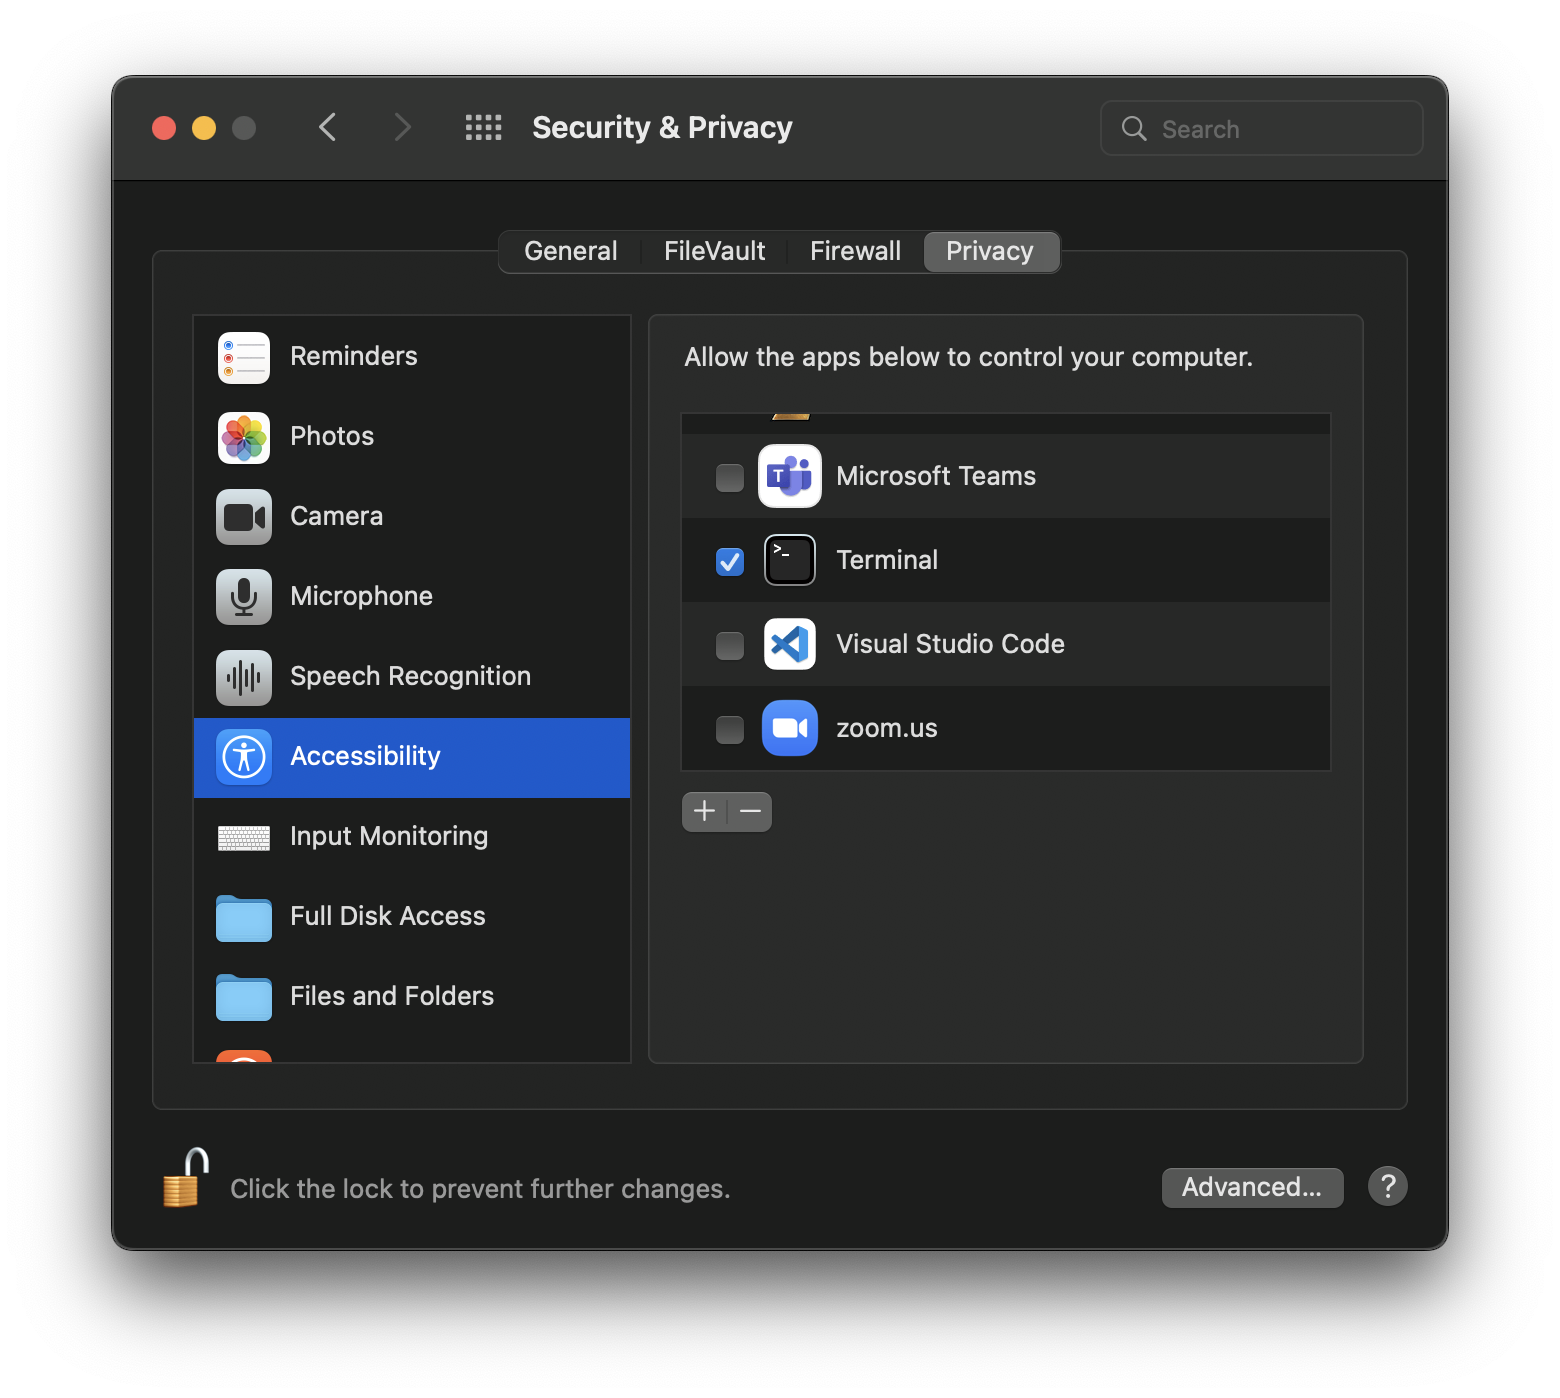 Security & Privacy
Search
General
FileVault
Firewall
Privacy
Reminders
Photos
Camera
Microphone
Speech Recognition
Accessibility
Input Monitoring
Full Disk Access
Files and Folders
Allow the apps below to control your computer.
T
Microsoft Teams
>_
Terminal
Visual Studio Code
zoom.us
Click the lock to prevent further changes.
Advanced...
?